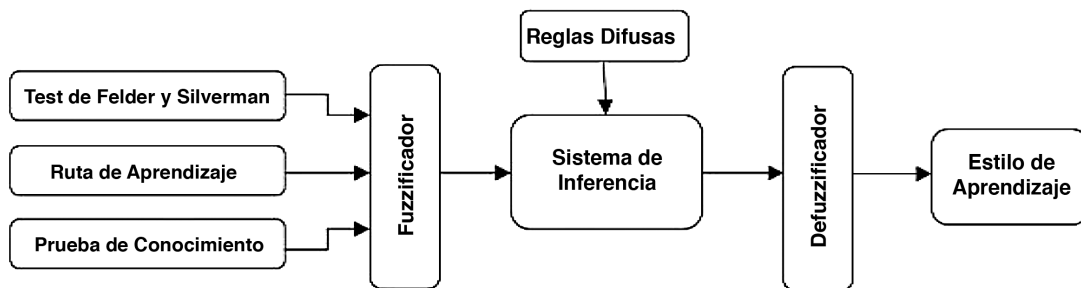 Reglas Difusas
Test de Felder y Silverman
Ruta de Aprendizaje
Prueba de Conocimiento
Fuzzificador
Sistema de
Inferencia
Defuzzificador
Estilo de
Aprendizaje